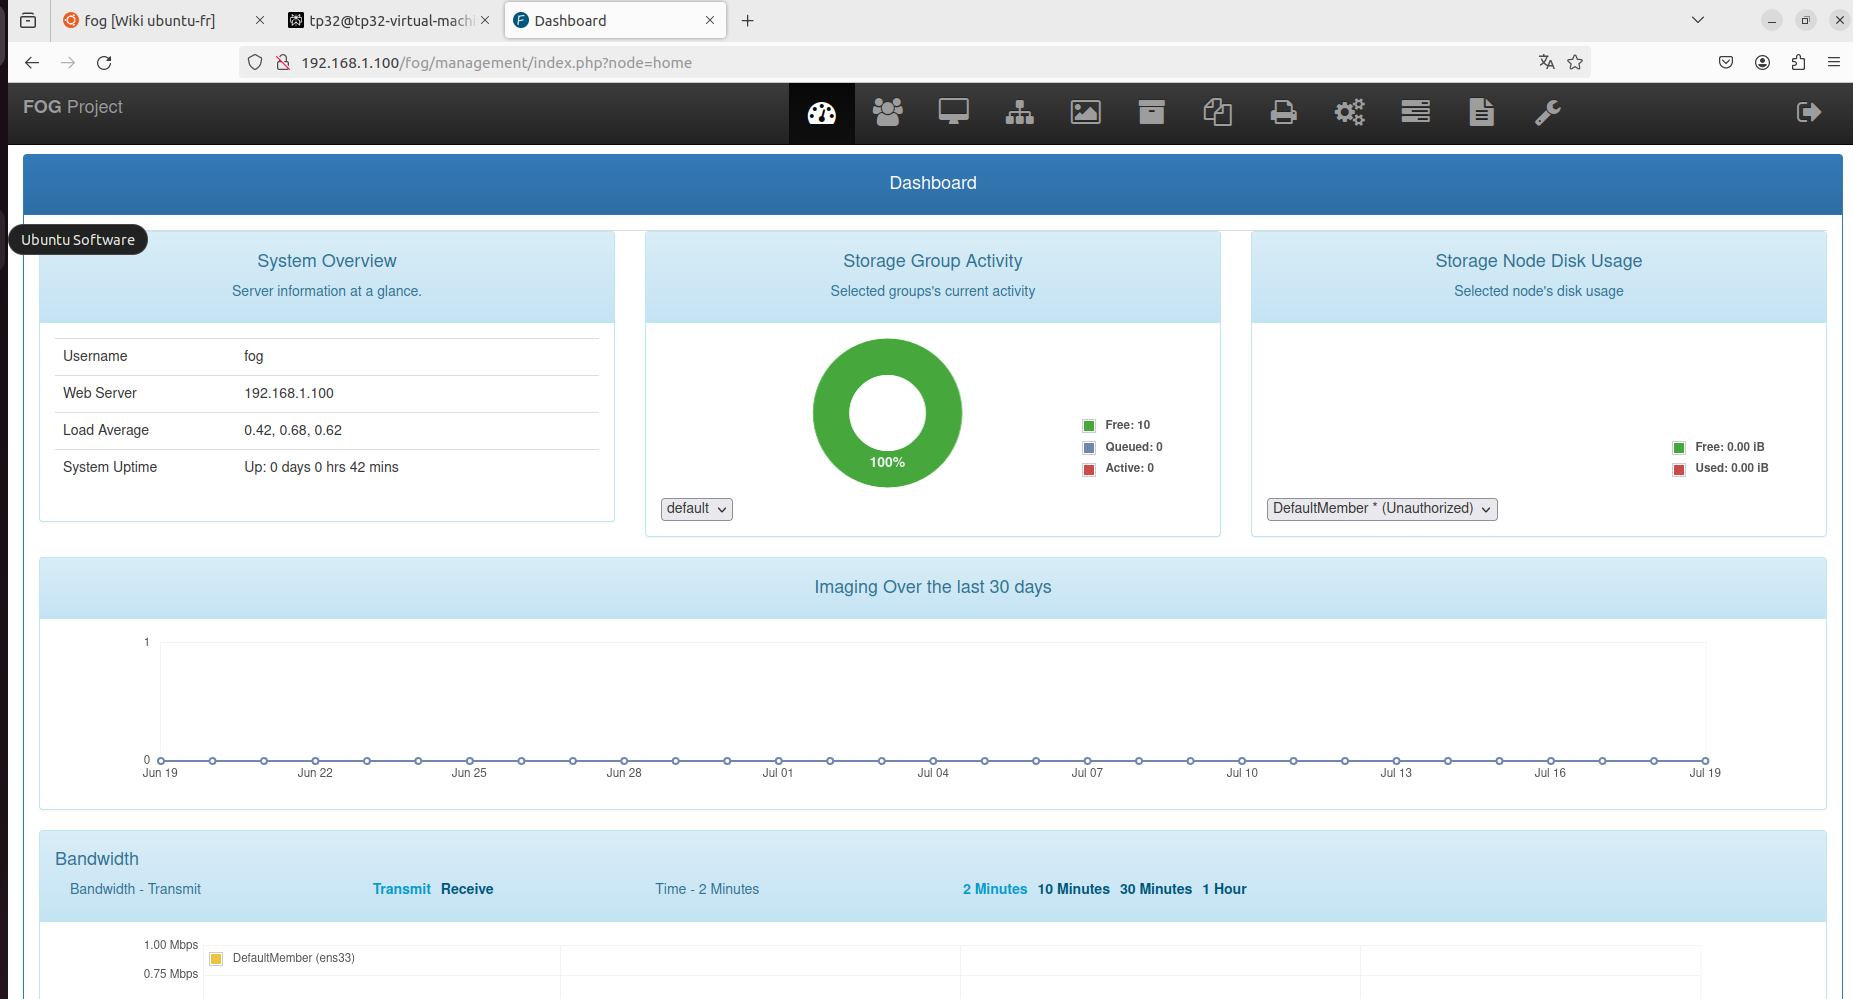 fog [Wiki ubuntu-fr]
tp32@tp32-virtual-machi
Dashboard
192.168.1.100/fog/management/index.php?node=home
FOG Project
Dashboard
Ubuntu Software
System Overview
Server information at a glance.
Username fog
Web Server 192.168.1.100
Load Average 0.42, 0.68, 0.62
System Uptime Up: 0 days 0 hrs 42 mins
Storage Group Activity
Selected groups's current activity
100%
Free: 10
Queued: 0
Active: 0
default
Storage Node Disk Usage
Selected node's disk usage
Free: 0.00 iB
Used: 0.00 iB
DefaultMember * (Unauthorized)
Imaging Over the last 30 days
1
0
Jun 19 Jun 22 Jun 25 Jun 28 Jul 01 Jul 04 Jul 07 Jul 10 Jul 13 Jul 16 Jul 19
Bandwidth
Bandwidth - Transmit Transmit Receive Time - 2 Minutes 2 Minutes 10 Minutes 30 Minutes 1 Hour
1.00 Mbps
DefaultMember (ens33)
0.75 Mbps